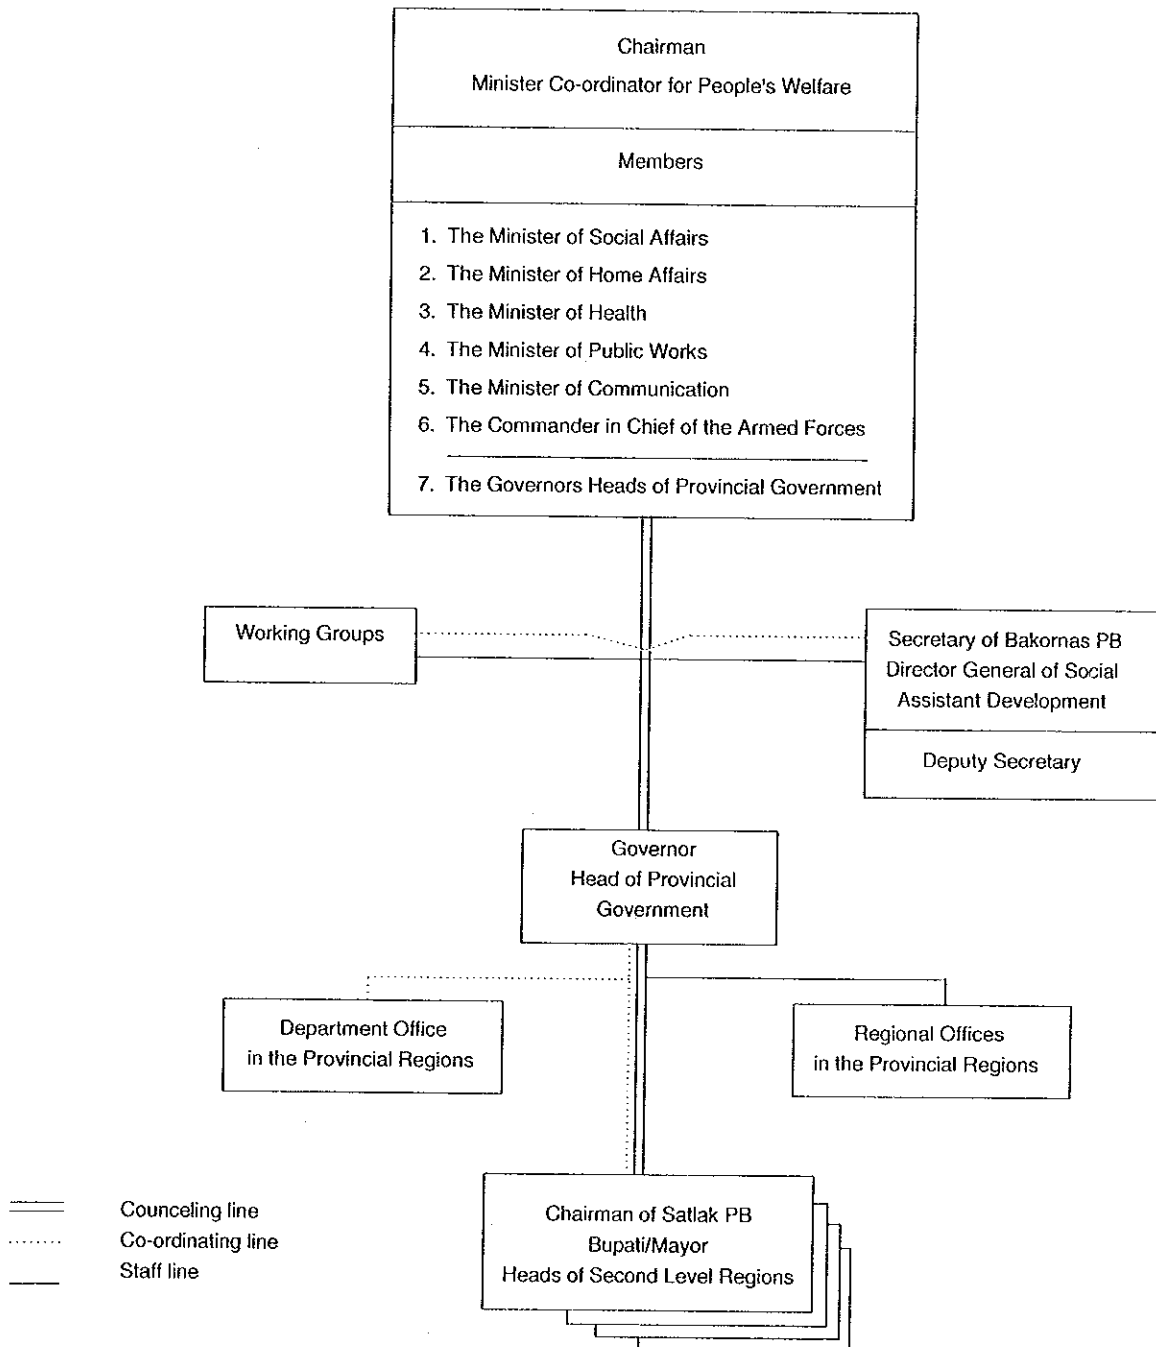 Chairman
Minister Co-ordinator for People's Welfare
Members
1. The Minister of Social Affairs
2. The Minister of Home Affairs
3. The Minister of Health
4. The Minister of Public Works
5. The Minister of Communication
6. The Commander in Chief of the Armed Forces
7. The Governors Heads of Provincial Government
Working Groups
Secretary of Bakornas PB
Director General of Social
Assistant Development
Deputy Secretary
Governor
Head of Provincial
Government
Department Office
in the Provincial Regions
Regional Offices
in the Provincial Regions
Chairman of Satlak PB
Bupati/Mayor
Heads of Second Level Regions
Counceling line
Co-ordinating line
Staff line